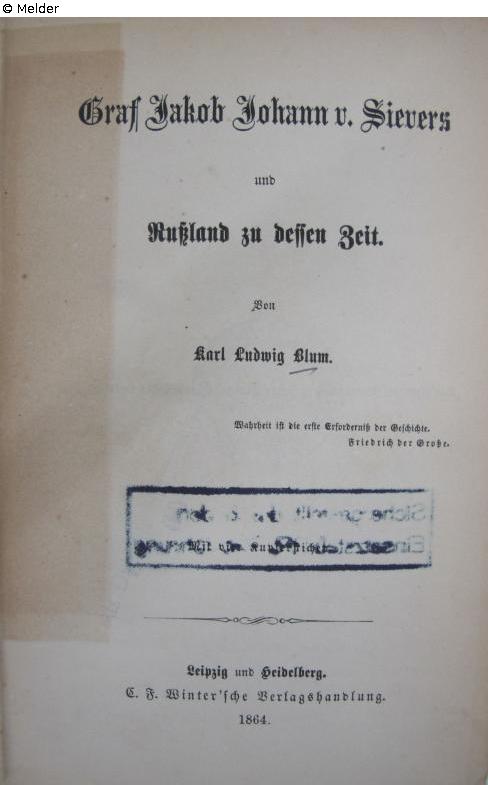 © Melder
Graf Jakob Johann v. Sievers
und
Rußland zu dessen Zeit.
Von
Karl Ludwig Blum.
Wahrheit ist die erste Erforderniß der Geschichte.
Friedrich der Große.
Mit
Leipzig und Heidelberg.
C. F. Winter'sche Verlagshandlung.
1864.